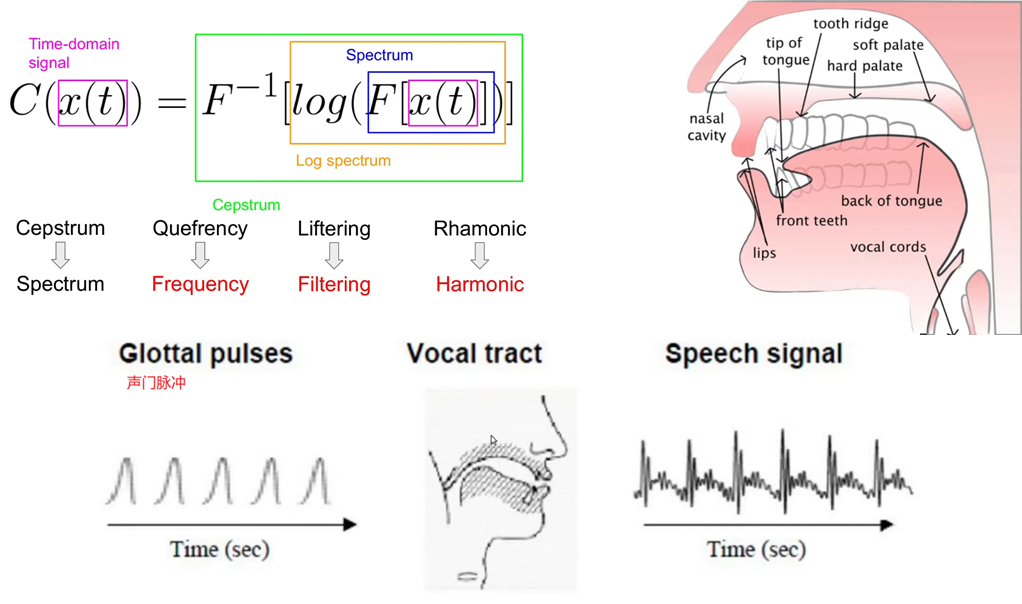 Time-domain
signal
Spectrum
C(x(t)) = F⁻¹[log(F[x(t)])]
Log spectrum
Cepstrum
Cepstrum Quefrency Liftering Rhamonic
Spectrum Frequency Filtering Harmonic
tooth ridge
tip of
tongue
soft palate
hard palate
nasal
cavity
back of tongue
front teeth
vocal cords
lips
Glottal pulses Vocal tract Speech signal
声门脉冲
Time (sec) Time (sec)